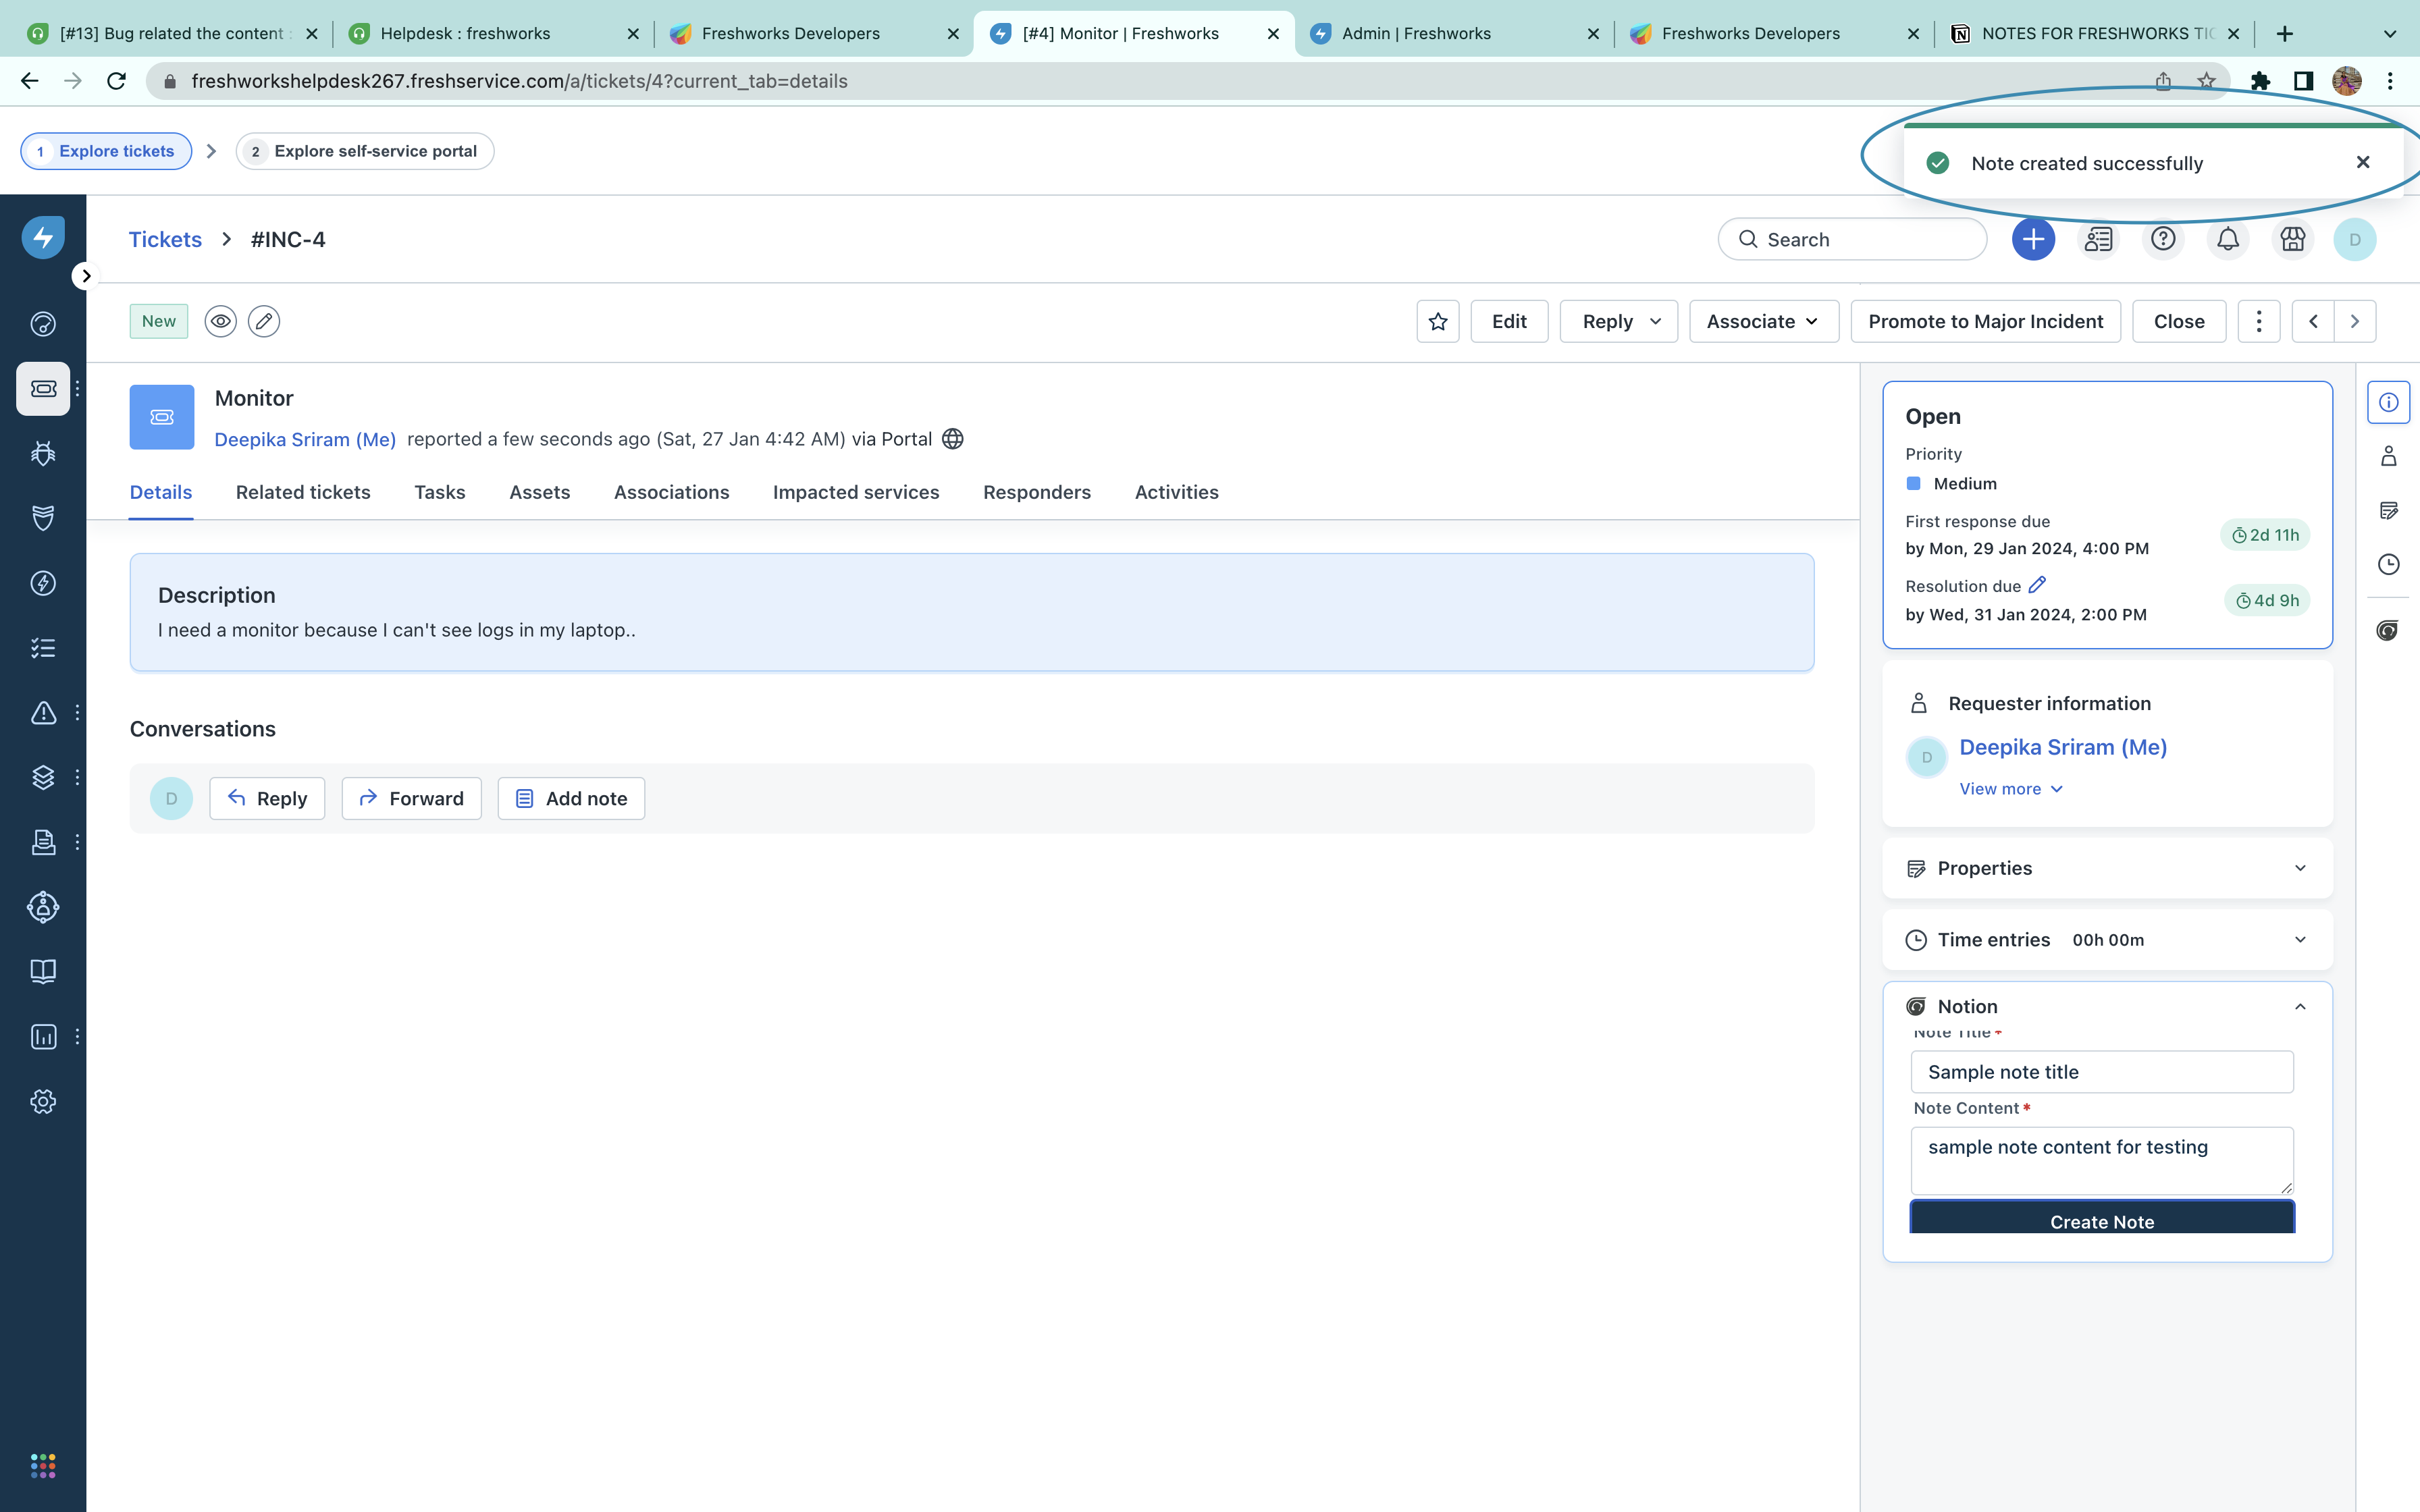 [#13] Bug related the content :
Helpdesk : freshworks
Freshworks Developers
[#4] Monitor | Freshworks
Admin | Freshworks
Freshworks Developers
NOTES FOR FRESHWORKS TIC
freshworkshelpdesk267.freshservice.com/a/tickets/4?current_tab=details
1 Explore tickets
2 Explore self-service portal
Note created successfully
Tickets > #INC-4
Search
D
New
Edit
Reply
Associate
Promote to Major Incident
Close
Monitor
Deepika Sriram (Me) reported a few seconds ago (Sat, 27 Jan 4:42 AM) via Portal
Details
Related tickets
Tasks
Assets
Associations
Impacted services
Responders
Activities
Description
I need a monitor because I can't see logs in my laptop..
Conversations
D
Reply
Forward
Add note
Open
Priority
Medium
First response due
by Mon, 29 Jan 2024, 4:00 PM
2d 11h
Resolution due
by Wed, 31 Jan 2024, 2:00 PM
4d 9h
Requester information
D
Deepika Sriram (Me)
View more
Properties
Time entries 00h 00m
Notion
Note Title *
Sample note title
Note Content *
sample note content for testing
Create Note